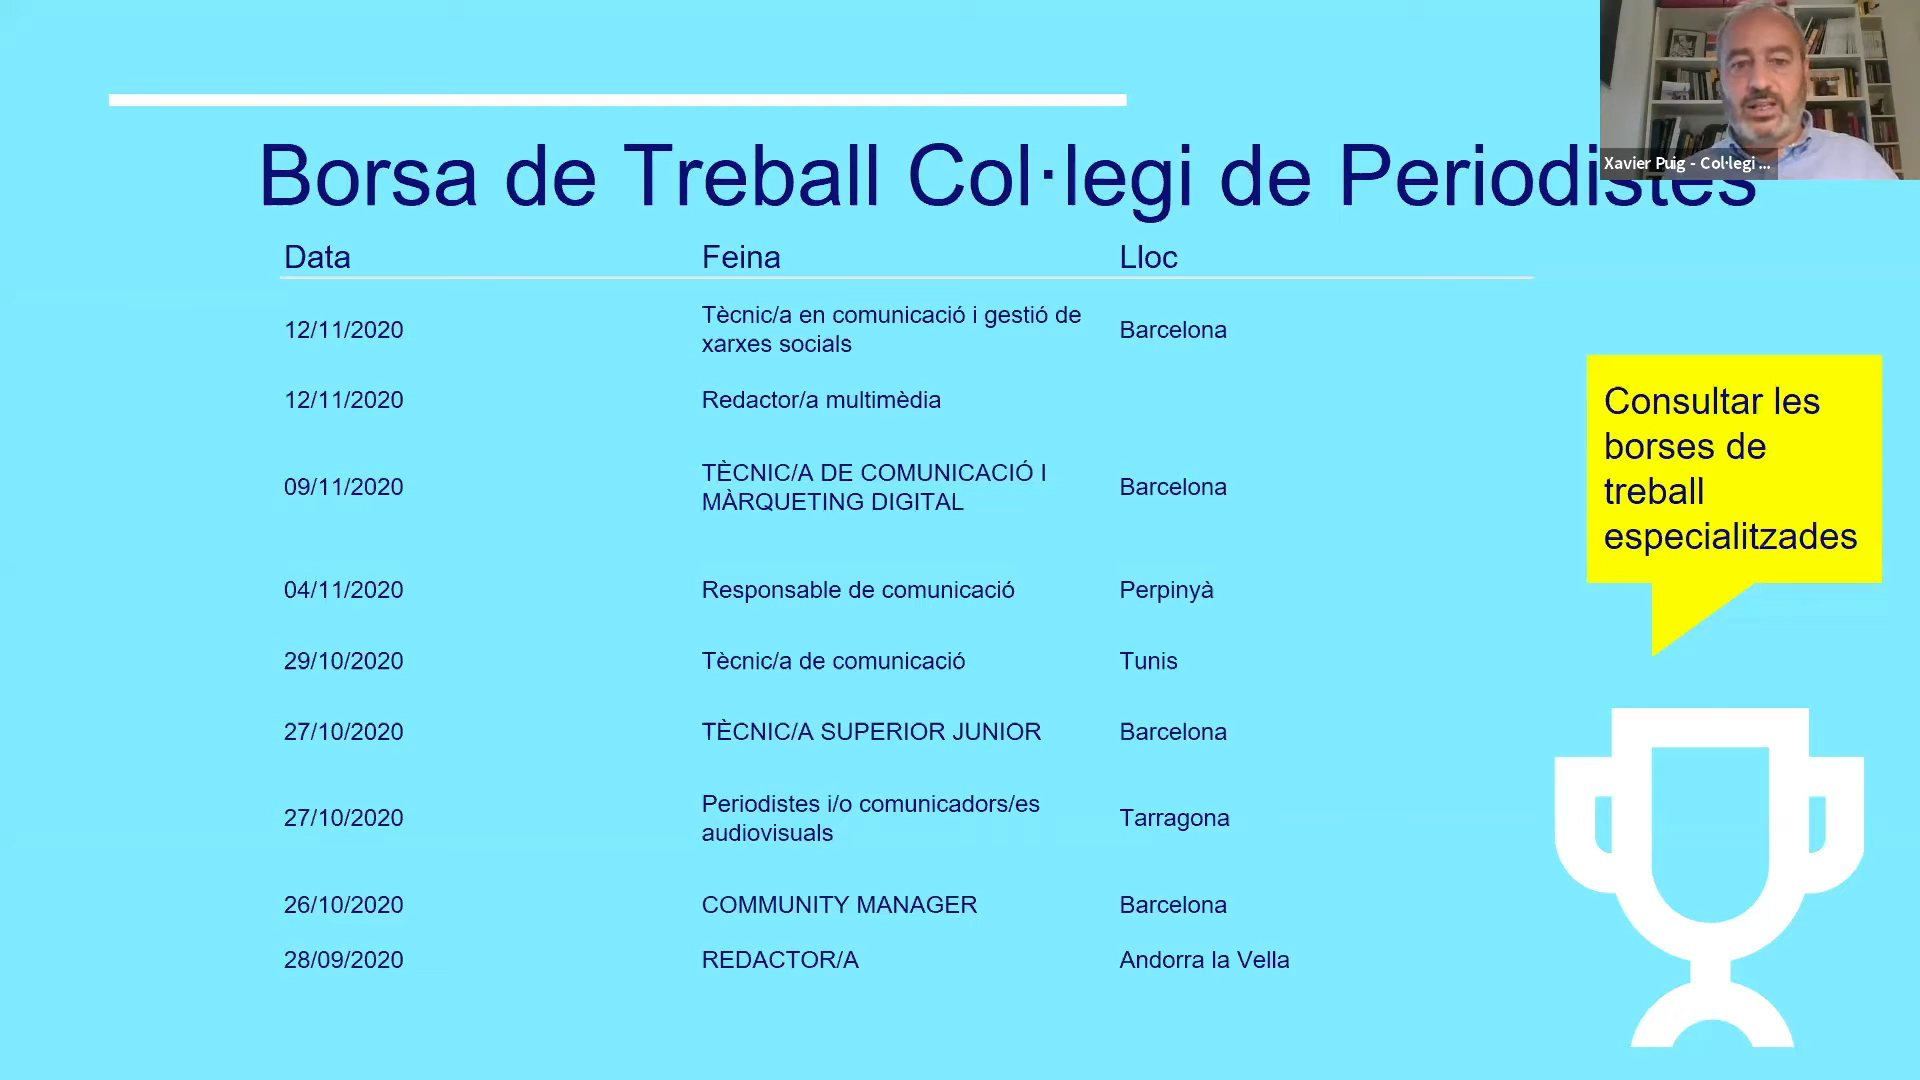 Borsa de Treball Col·legi de Periodistes
Xavier Puig - Col·legi ...
Data Feina Lloc
12/11/2020 Tècnic/a en comunicació i gestió de xarxes socials Barcelona
12/11/2020 Redactor/a multimèdia
09/11/2020 TÈCNIC/A DE COMUNICACIÓ I MÀRQUETING DIGITAL Barcelona
04/11/2020 Responsable de comunicació Perpinyà
29/10/2020 Tècnic/a de comunicació Tunis
27/10/2020 TÈCNIC/A SUPERIOR JUNIOR Barcelona
27/10/2020 Periodistes i/o comunicadors/es audiovisuals Tarragona
26/10/2020 COMMUNITY MANAGER Barcelona
28/09/2020 REDACTOR/A Andorra la Vella
Consultar les
borses de
treball
especialitzades